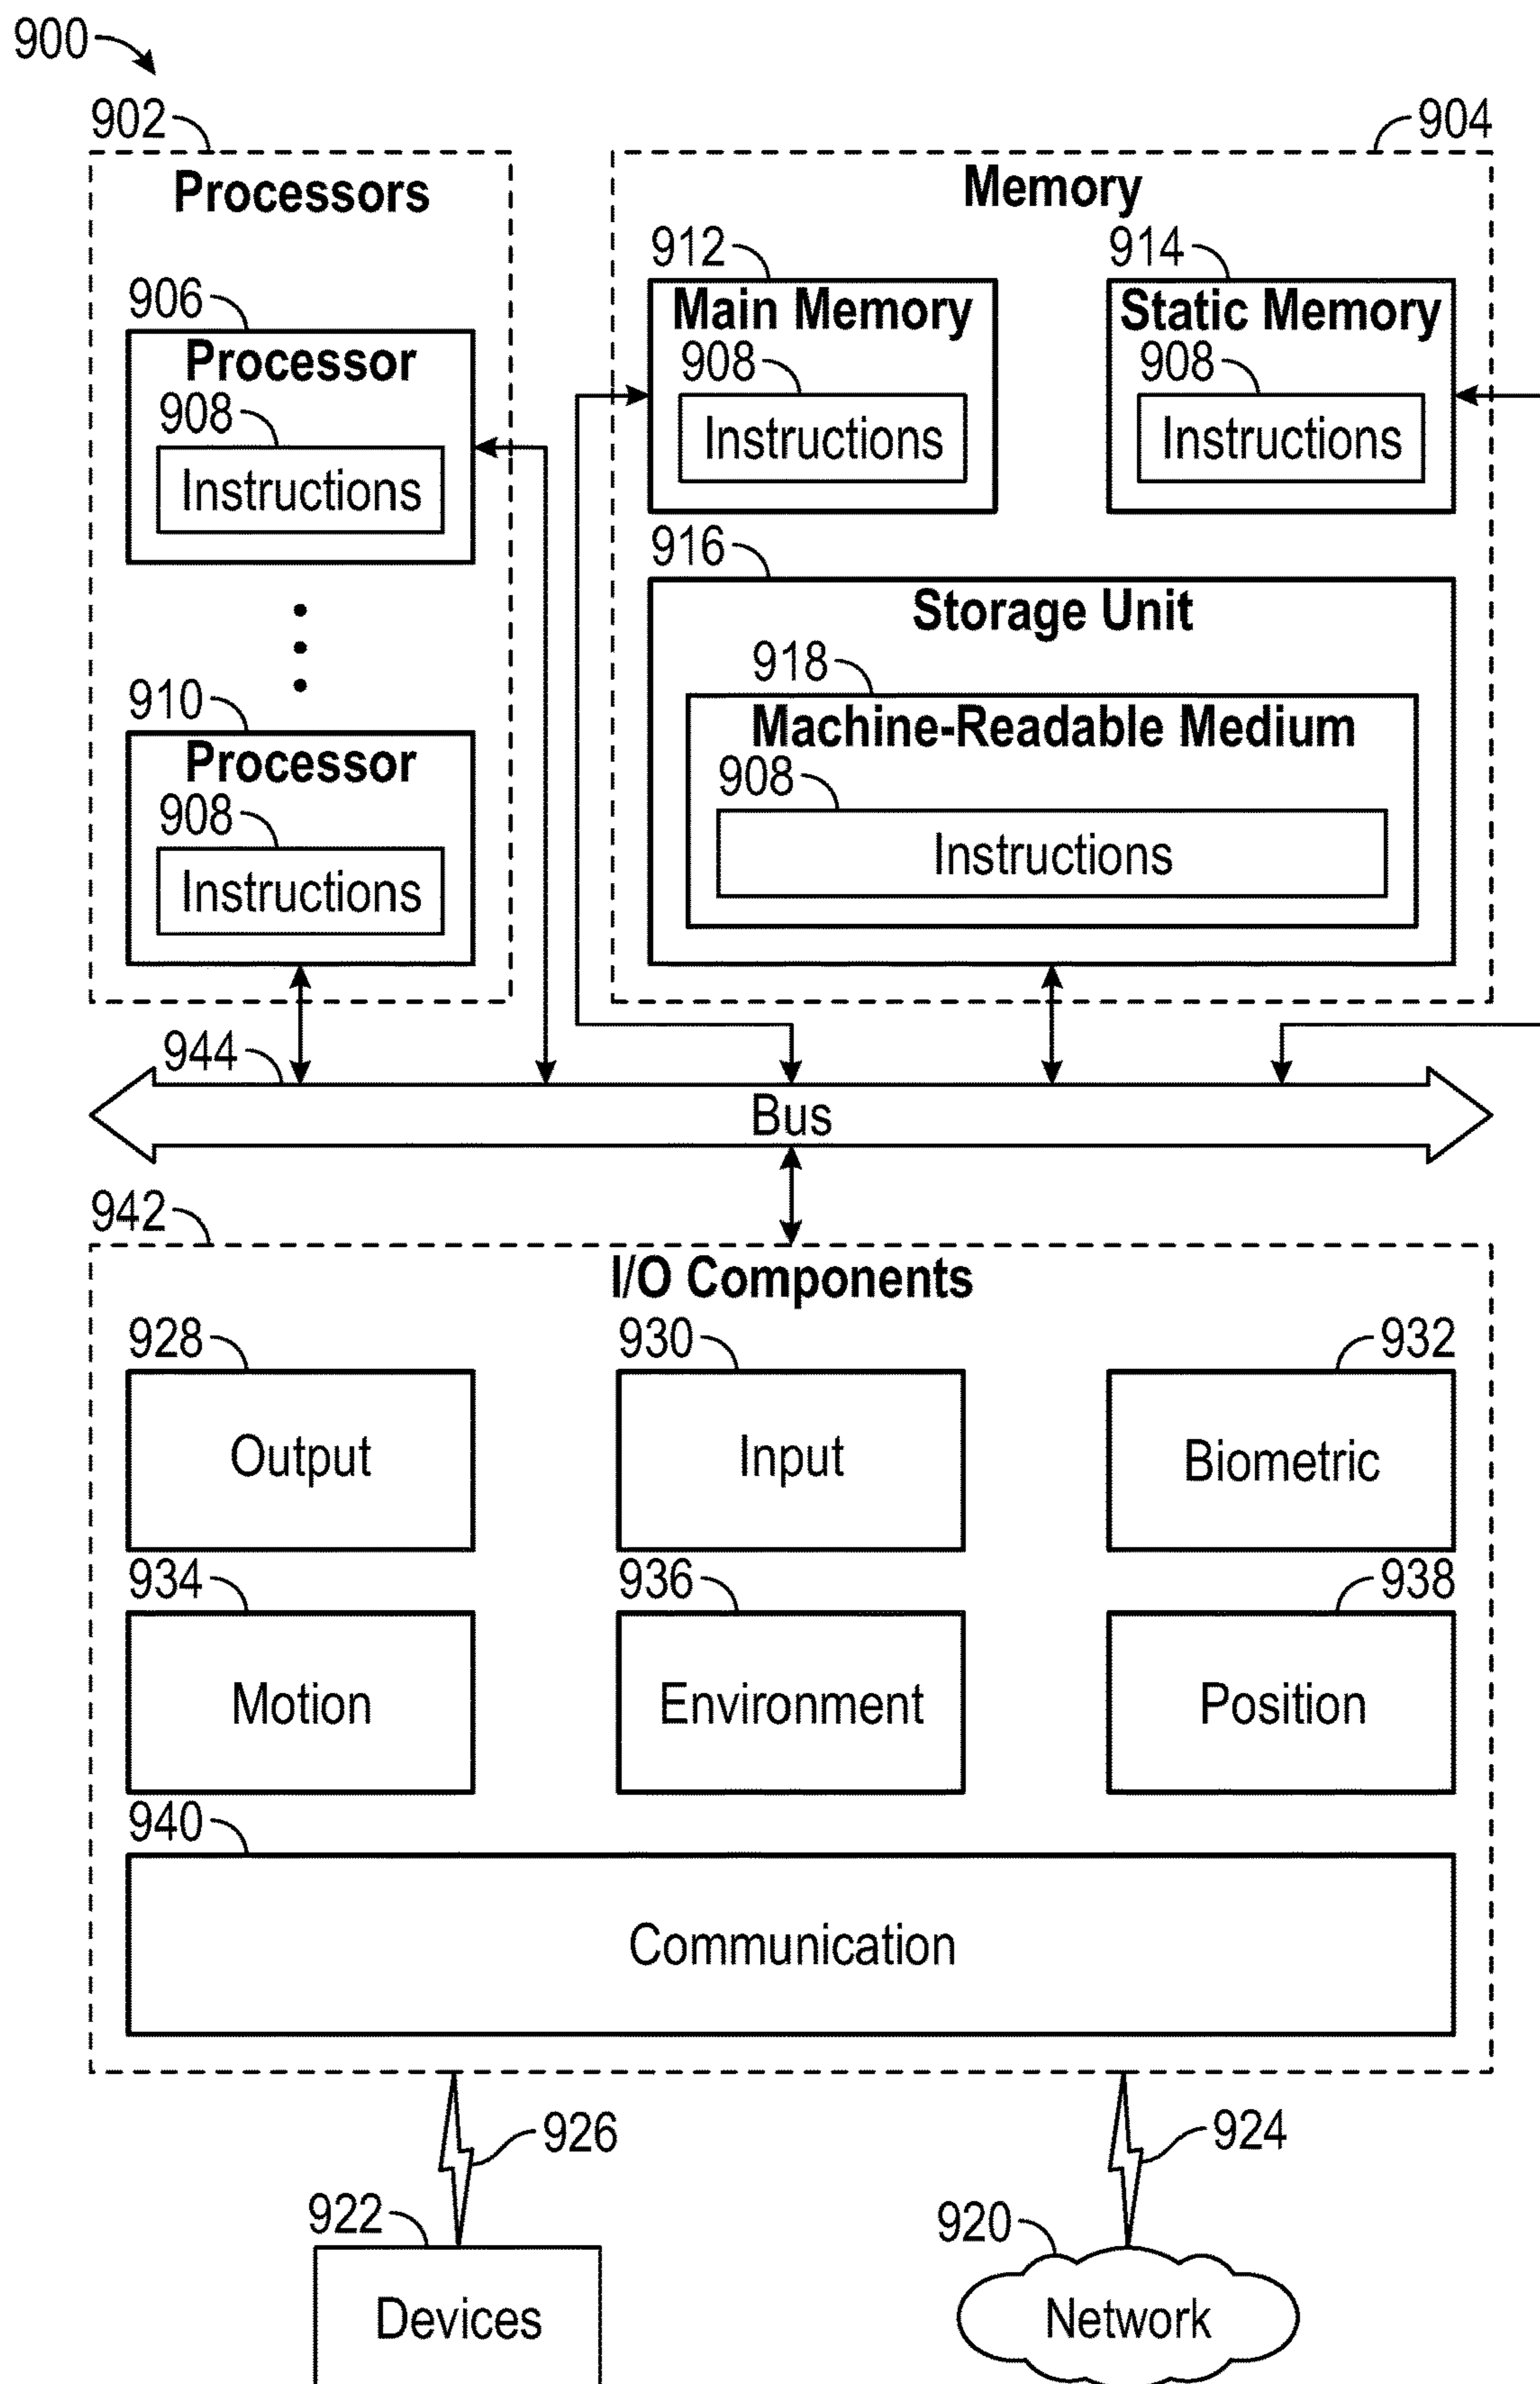 900
902
904
Processors
Memory
912
914
906
Main Memory
Static Memory
Processor
908
908
908
Instructions
Instructions
Instructions
916
Storage Unit
918
910
Machine-Readable Medium
Processor
908
908
Instructions
Instructions
944
Bus
942
I/O Components
928
930
932
Output
Input
Biometric
934
936
938
Motion
Environment
Position
940
Communication
926
924
922
920
Devices
Network